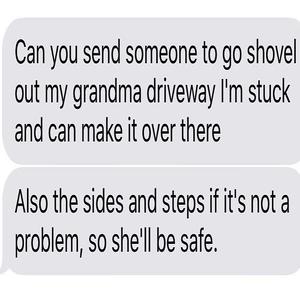 Can you send someone to go shovel
out my grandma driveway I'm stuck
and can make it over there
Also the sides and steps if it's not a
problem, so she'll be safe.